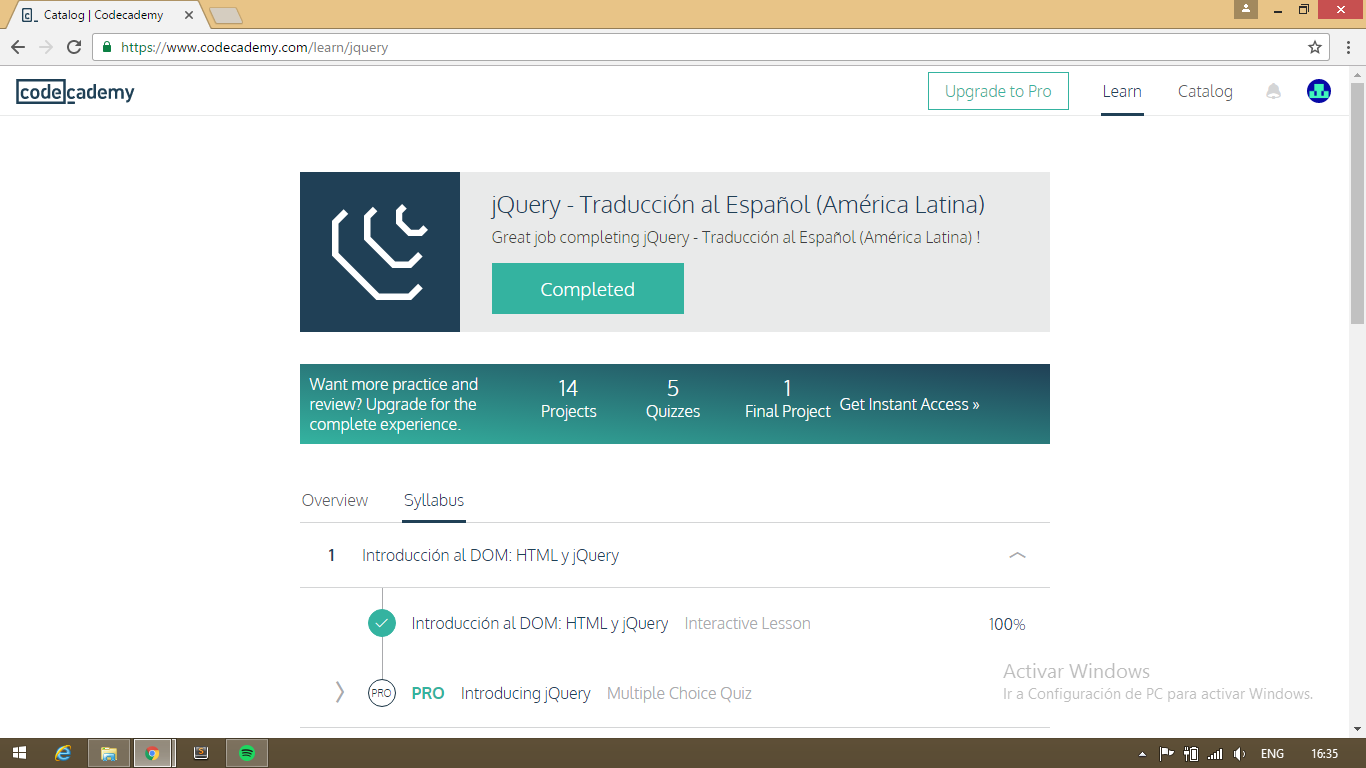 Catalog | Codecademy
https://www.codecademy.com/learn/jquery
codecademy
Upgrade to Pro
Learn
Catalog
jQuery - Traducción al Español (América Latina)
Great job completing jQuery - Traducción al Español (América Latina) !
Completed
Want more practice and
review? Upgrade for the
complete experience.
14
Projects
5
Quizzes
1
Final Project
Get Instant Access »
Overview
Syllabus
1 Introducción al DOM: HTML y jQuery
Introducción al DOM: HTML y jQuery Interactive Lesson 100%
PRO PRO Introducing jQuery Multiple Choice Quiz
Activar Windows
Ir a Configuración de PC para activar Windows.
ENG 16:35